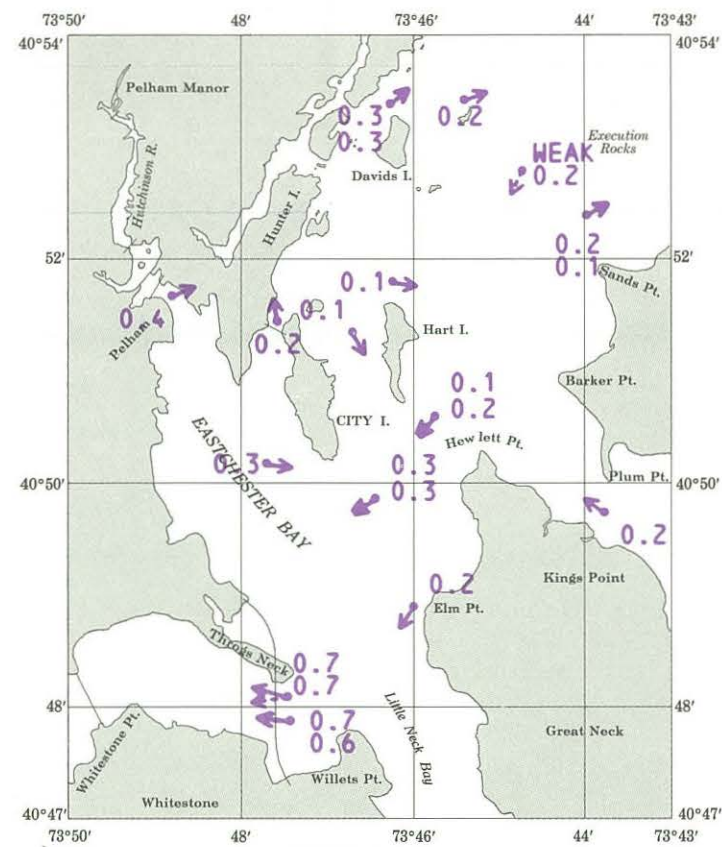 73°50′ 48′ 73°46′ 44′ 73°43′
40°54′ 40°54′
Pelham Manor
0.3
0.2
0.3
Execution
Rocks
WEAK
0.2
Davids I.
Hutchinson R.
Hunter I.
0.2
0.1
52′ 52′
Sands Pt.
0.1
0.4
Pelham
0.1
0.2
Hart I.
Barker Pt.
0.1
0.2
CITY I.
Hewlett Pt.
EASTCHESTER BAY
0.3
0.3
0.3
Plum Pt.
40°50′ 40°50′
0.2
Kings Point
0.2
Elm Pt.
Throgs Neck
0.7
0.7
48′ 48′
0.7
0.6
Little Neck Bay
Great Neck
Whitestone Pt.
Willets Pt.
Whitestone
40°47′ 40°47′
73°50′ 48′ 73°46′ 44′ 73°43′